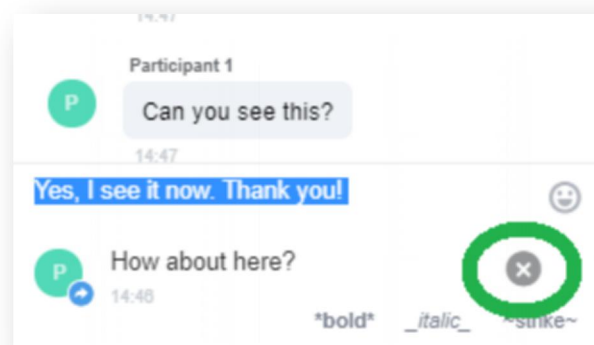 14:47
Participant 1
P
Can you see this?
14:47
Yes, I see it now. Thank you!
P
How about here?
14:46
*bold* _italic_ ~strike~